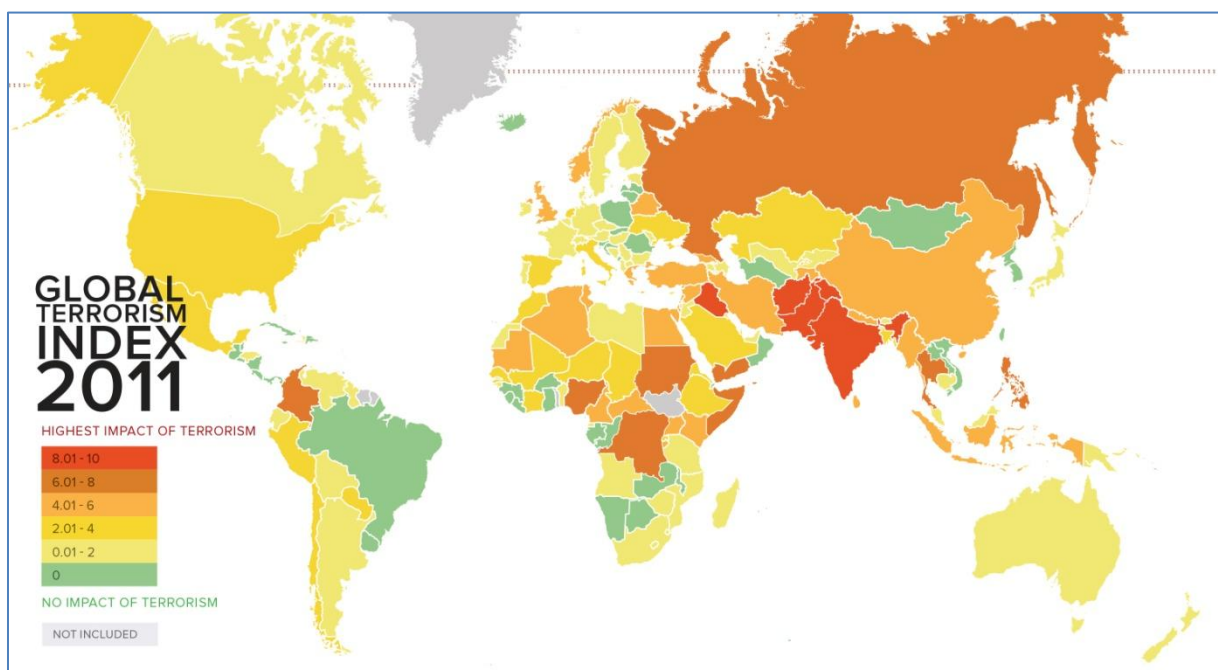 GLOBAL
TERRORISM
INDEX
2011
HIGHEST IMPACT OF TERRORISM
8.01 - 10
6.01 - 8
4.01 - 6
2.01 - 4
0.01 - 2
0
NO IMPACT OF TERRORISM
NOT INCLUDED